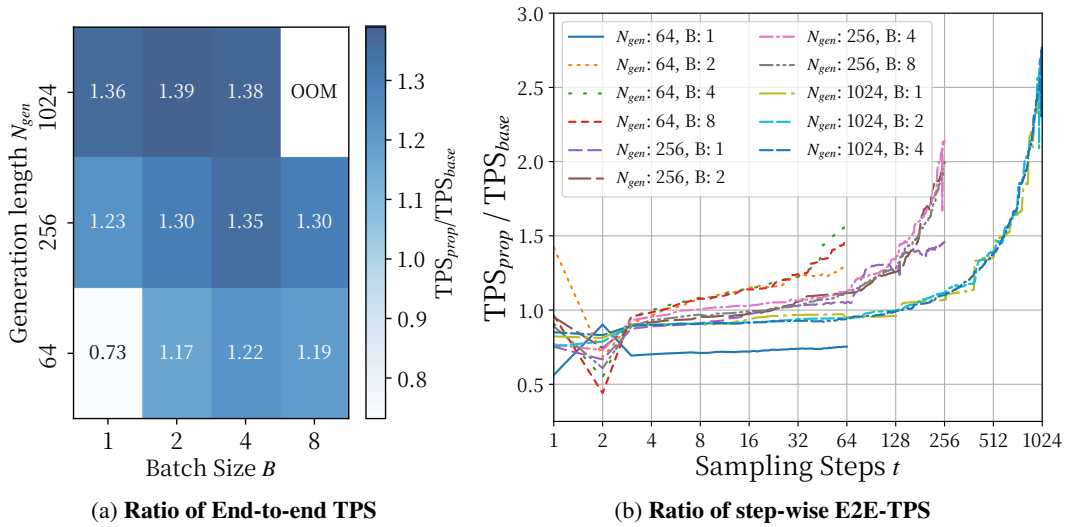 Generation length N_gen
1024
256
64
1.36 1.39 1.38 OOM
1.23 1.30 1.35 1.30
0.73 1.17 1.22 1.19
1 2 4 8
Batch Size B
1.3
1.2
1.1
1.0
0.9
0.8
TPS_prop/TPS_base
(a) Ratio of End-to-end TPS
TPS_prop / TPS_base
3.0
2.5
2.0
1.5
1.0
0.5
N_gen: 64, B: 1
N_gen: 64, B: 2
N_gen: 64, B: 4
N_gen: 64, B: 8
N_gen: 256, B: 1
N_gen: 256, B: 2
N_gen: 256, B: 4
N_gen: 256, B: 8
N_gen: 1024, B: 1
N_gen: 1024, B: 2
N_gen: 1024, B: 4
1 2 4 8 16 32 64 128 256 512 1024
Sampling Steps t
(b) Ratio of step-wise E2E-TPS